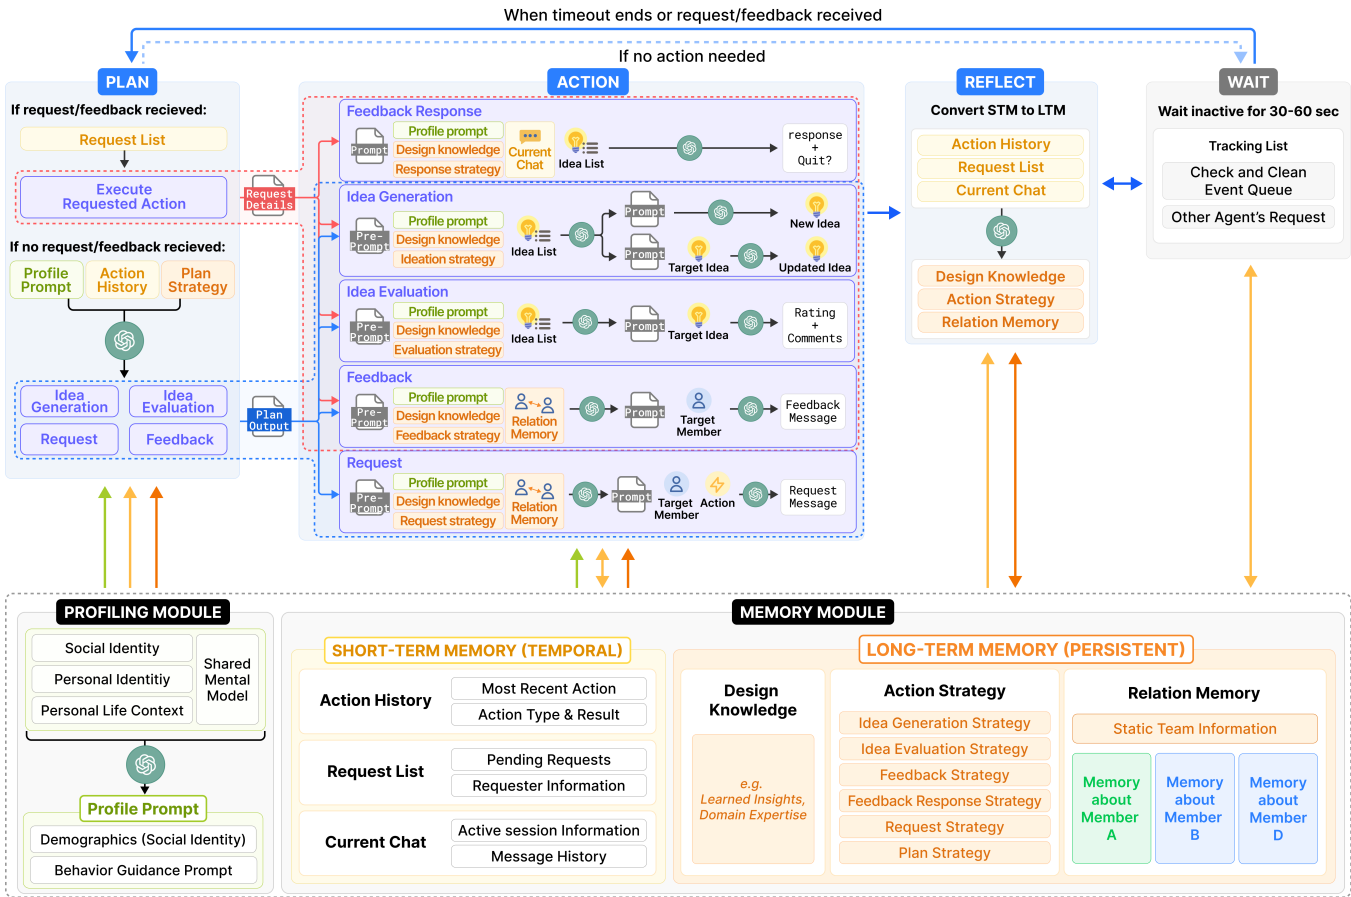 When timeout ends or request/feedback received
If no action needed
PLAN
If request/feedback recieved:
Request List
Execute
Requested Action
Request
Details
If no request/feedback recieved:
Profile
Prompt
Action
History
Plan
Strategy
Idea
Generation
Idea
Evaluation
Request
Feedback
Plan
Output
ACTION
Feedback Response
Prompt
Profile prompt
Design knowledge
Response strategy
Current
Chat
Idea List
response
+
Quit?
Idea Generation
Pre-
Prompt
Profile prompt
Design knowledge
Ideation strategy
Idea List
Prompt
New Idea
Prompt
Target Idea
Updated Idea
Idea Evaluation
Pre-
Prompt
Profile prompt
Design knowledge
Evaluation strategy
Idea List
Prompt
Target Idea
Rating
+
Comments
Feedback
Pre-
Prompt
Profile prompt
Design knowledge
Feedback strategy
Relation
Memory
Prompt
Target
Member
Feedback
Message
Request
Pre-
Prompt
Profile prompt
Design knowledge
Request strategy
Relation
Memory
Prompt
Target
Member
Action
Request
Message
REFLECT
Convert STM to LTM
Action History
Request List
Current Chat
Design Knowledge
Action Strategy
Relation Memory
WAIT
Wait inactive for 30-60 sec
Tracking List
Check and Clean
Event Queue
Other Agent's Request
PROFILING MODULE
Social Identity
Personal Identitiy
Personal Life Context
Shared
Mental
Model
Profile Prompt
Demographics (Social Identity)
Behavior Guidance Prompt
MEMORY MODULE
SHORT-TERM MEMORY (TEMPORAL)
Action History
Most Recent Action
Action Type & Result
Request List
Pending Requests
Requester Information
Current Chat
Active session Information
Message History
LONG-TERM MEMORY (PERSISTENT)
Design
Knowledge
e.g.
Learned Insights,
Domain Expertise
Action Strategy
Idea Generation Strategy
Idea Evaluation Strategy
Feedback Strategy
Feedback Response Strategy
Request Strategy
Plan Strategy
Relation Memory
Static Team Information
Memory
about
Member
A
Memory
about
Member
B
Memory
about
Member
D